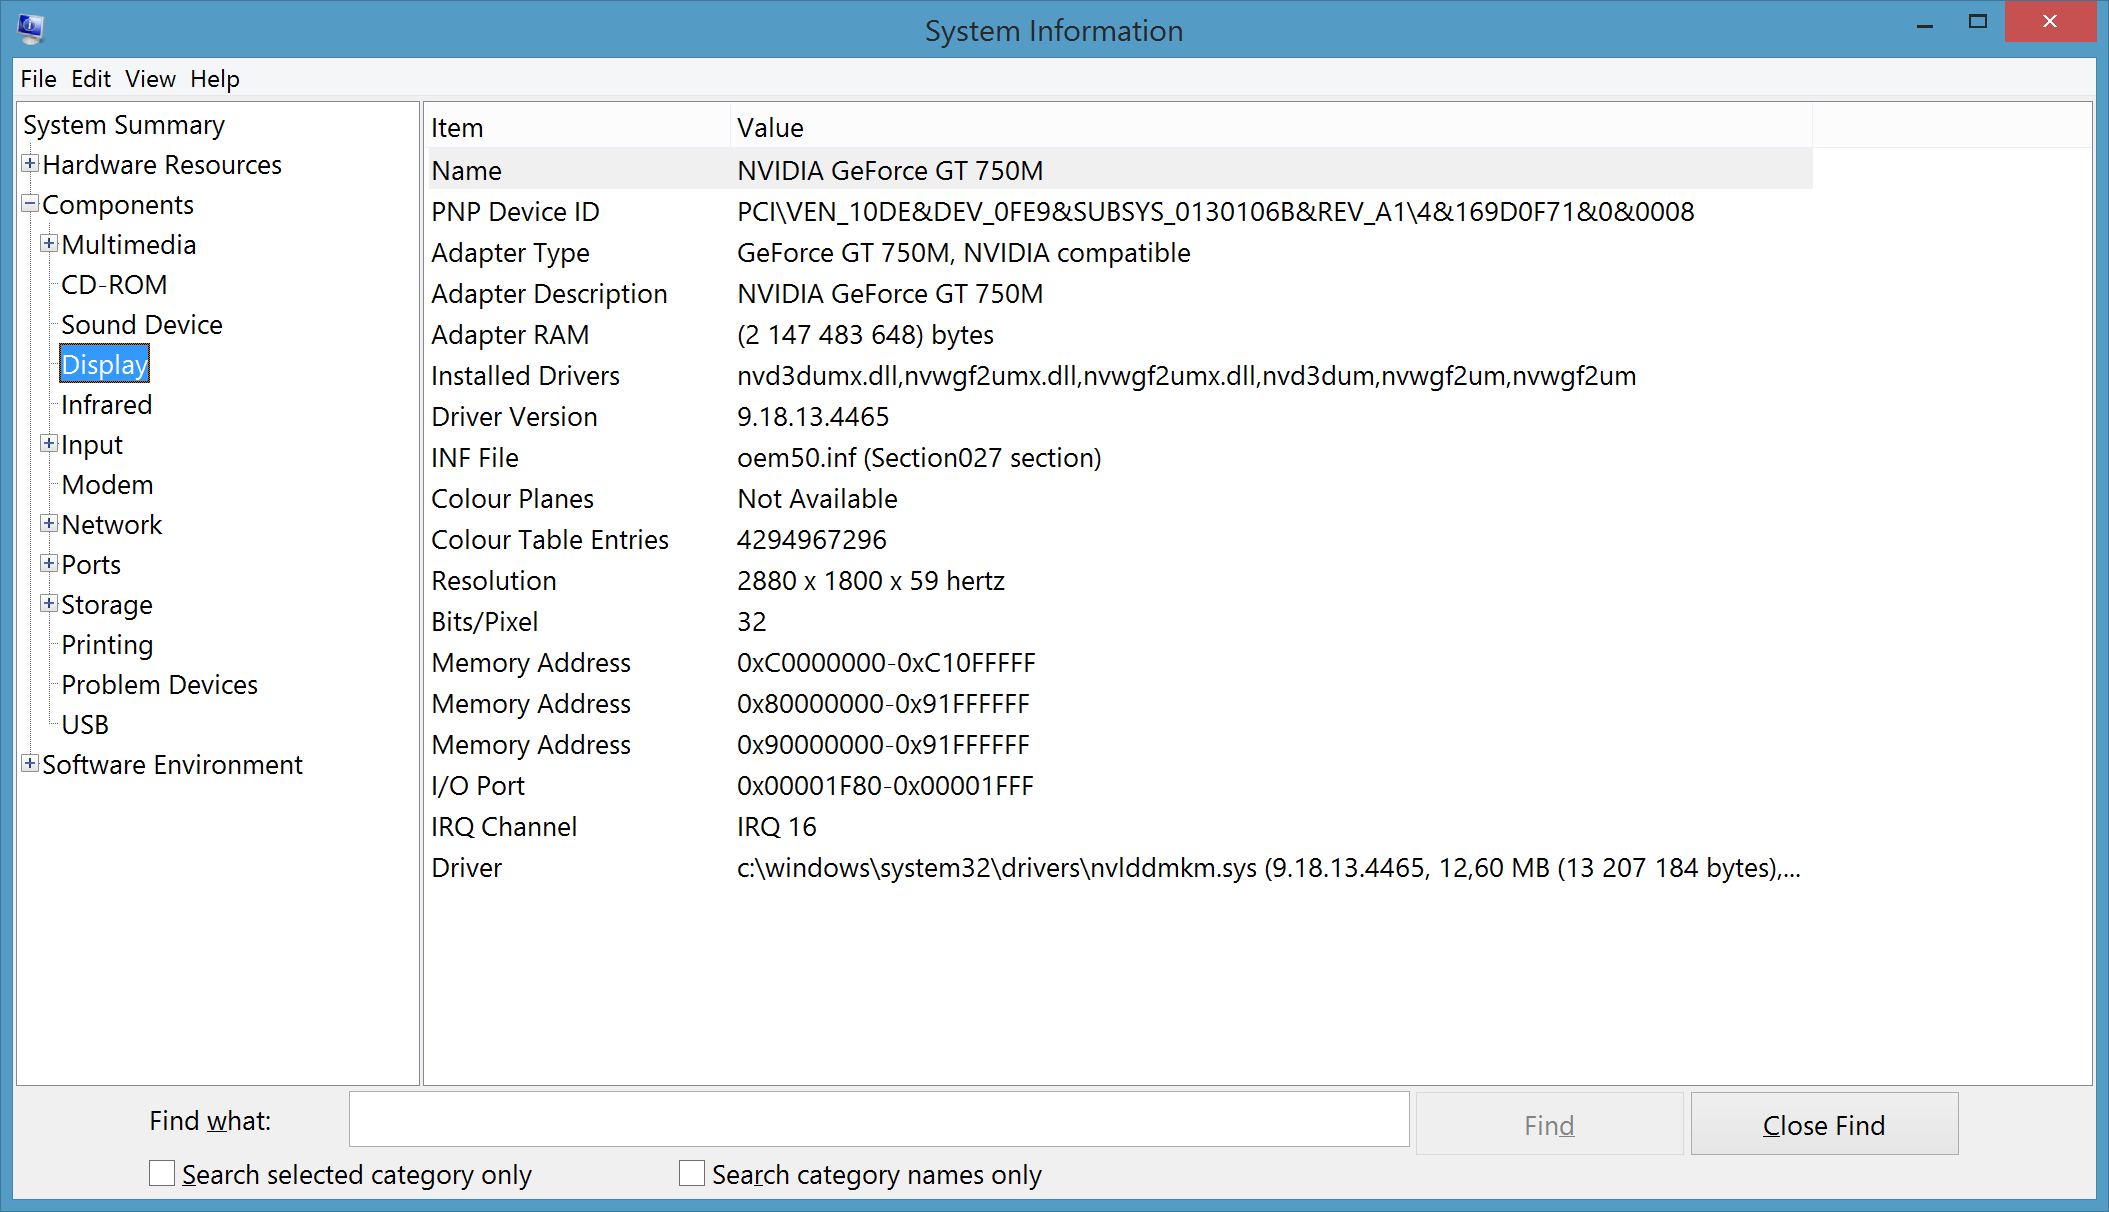 System Information
File Edit View Help
System Summary
Hardware Resources
Components
Multimedia
CD-ROM
Sound Device
Display
Infrared
Input
Modem
Network
Ports
Storage
Printing
Problem Devices
USB
Software Environment
Item Value
Name NVIDIA GeForce GT 750M
PNP Device ID PCI\VEN_10DE&DEV_0FE9&SUBSYS_0130106B&REV_A1\4&169D0F71&0&0008
Adapter Type GeForce GT 750M, NVIDIA compatible
Adapter Description NVIDIA GeForce GT 750M
Adapter RAM (2 147 483 648) bytes
Installed Drivers nvd3dumx.dll,nvwgf2umx.dll,nvwgf2umx.dll,nvd3dum,nvwgf2um,nvwgf2um
Driver Version 9.18.13.4465
INF File oem50.inf (Section027 section)
Colour Planes Not Available
Colour Table Entries 4294967296
Resolution 2880 x 1800 x 59 hertz
Bits/Pixel 32
Memory Address 0xC0000000-0xC10FFFFF
Memory Address 0x80000000-0x91FFFFFF
Memory Address 0x90000000-0x91FFFFFF
I/O Port 0x00001F80-0x00001FFF
IRQ Channel IRQ 16
Driver c:\windows\system32\drivers\nvlddmkm.sys (9.18.13.4465, 12,60 MB (13 207 184 bytes),...
Find what: Find Close Find
Search selected category only Search category names only